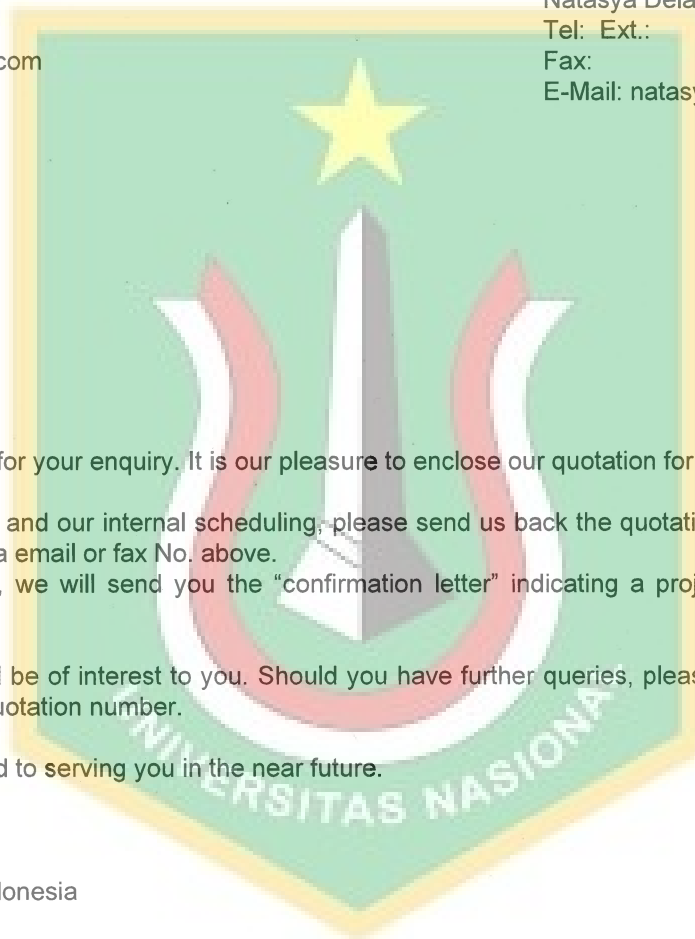 Natasya Dela
Tel: Ext.:
com
Fax:
E-Mail: natasy
for your enquiry. It is our pleasure to enclose our quotation for
and our internal scheduling, please send us back the quotati
a email or fax No. above.
, we will send you the “confirmation letter” indicating a proj
be of interest to you. Should you have further queries, pleas
uotation number.
d to serving you in the near future.
UNIVERSITAS NASIONAL
donesia